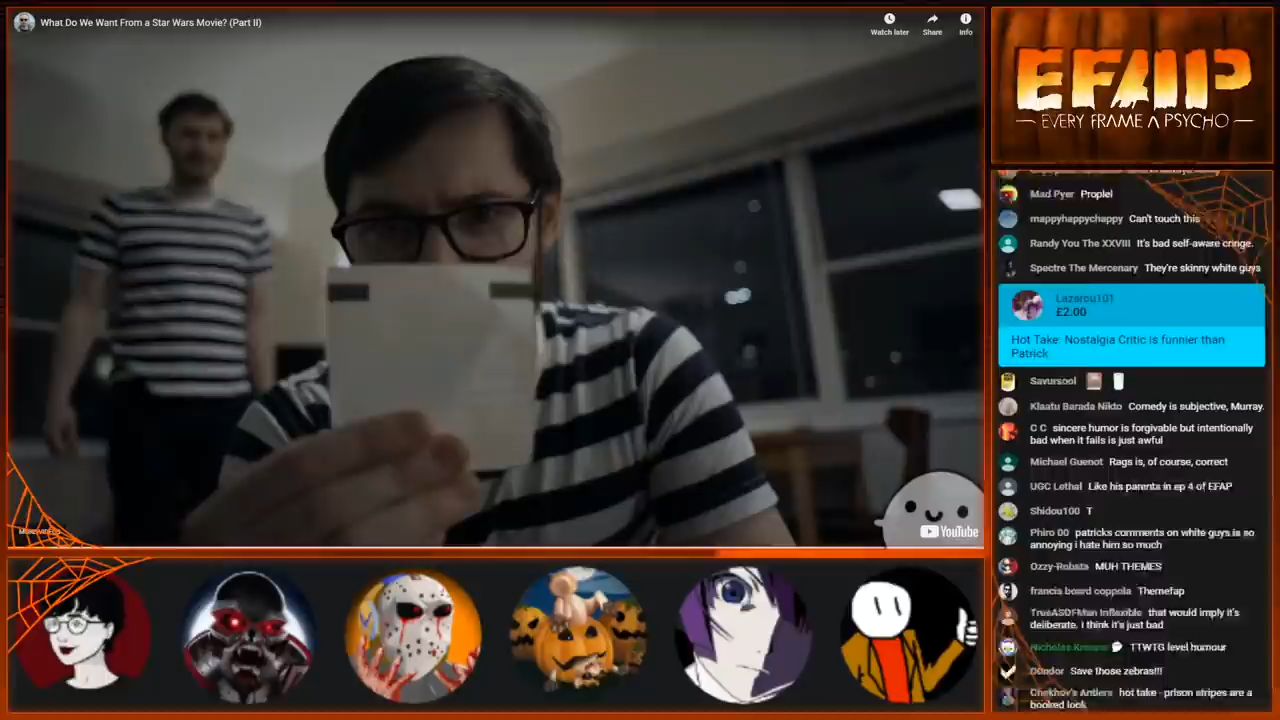 What Do We Want From a Star Wars Movie? (Part II)
Watch later
Share
Info
YouTube
EFAP
EVERY FRAME A PSYCHO
Mad Pyer Prople!
mappyhappychappy Can't touch this
Randy You The XXVIII It's bad self-aware cringe.
Spectre The Mercenary They're skinny white guys
Lazarou101
£2.00
Hot Take: Nostalgia Critic is funnier than
Patrick
Savursool
Klaatu Barada Nikto Comedy is subjective, Murray.
C C sincere humor is forgivable but intentionally
bad when it fails is just awful
Michael Guenot Rags is, of course, correct
UGC Lethal Like his parents in ep 4 of EFAP
Shidou100 T
Phiro 00 patricks comments on white guys is so
annoying i hate him so much
Ozzy-Robots MUH THEMES
francis beard coppola Themefap
TrueASDFMan Inflexible that would imply it's
deliberate. i think it's just bad
Nicholas TTWTG level humour
Save those zebras!!!
Chekhov's Antlers hot take - prison stripes are a
boojred look